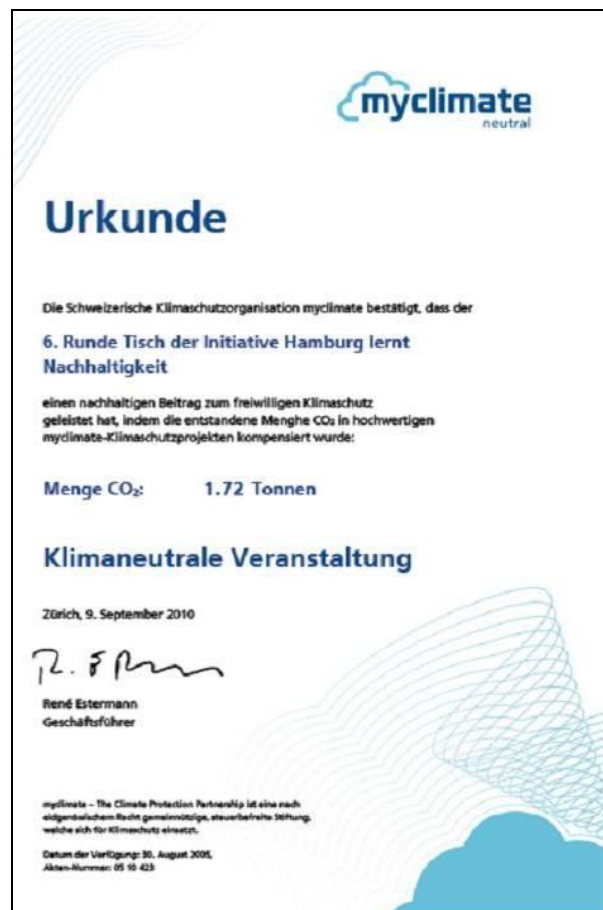 myclimate
neutral
Urkunde
Die Schweizerische Klimaschutzorganisation myclimate bestätigt, dass der
6. Runde Tisch der Initiative Hamburg lernt
Nachhaltigkeit
einen nachhaltigen Beitrag zum freiwilligen Klimaschutz
geleistet hat, indem die entstandene Menghe CO₂ in hochwertigen
myclimate-Klimaschutzprojekten kompensiert wurde:
Menge CO₂: 1.72 Tonnen
Klimaneutrale Veranstaltung
Zürich, 9. September 2010
René Estermann
Geschäftsführer
myclimate – The Climate Protection Partnership ist eine nach
eidgenössischem Recht gemeinnützige, steuerbefreite Stiftung,
welche sich für Klimaschutz einsetzt.
Datum der Verfügung: 30. August 2005,
Akten-Nummer: 05 10 423